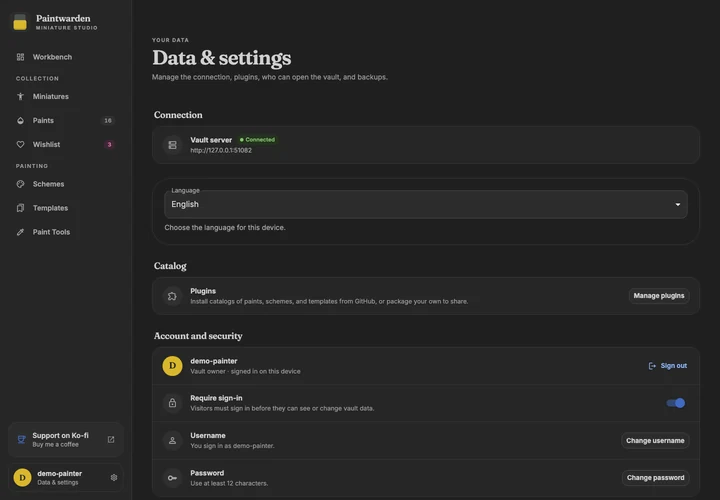 Paintwarden
MINIATURE STUDIO
Workbench
COLLECTION
Miniatures
Paints 16
Wishlist 3
PAINTING
Schemes
Templates
Paint Tools
Support on Ko-fi
Buy me a coffee
D
demo-painter
Data & settings
YOUR DATA
Data & settings
Manage the connection, plugins, who can open the vault, and backups.
Connection
Vault server Connected
http://127.0.0.1:51082
Language
English
Choose the language for this device.
Catalog
Plugins
Install catalogs of paints, schemes, and templates from GitHub, or package your own to share.
Manage plugins
Account and security
D
demo-painter
Vault owner · signed in on this device
Sign out
Require sign-in
Visitors must sign in before they can see or change vault data.
Username
You sign in as demo-painter.
Change username
Password
Use at least 12 characters.
Change password